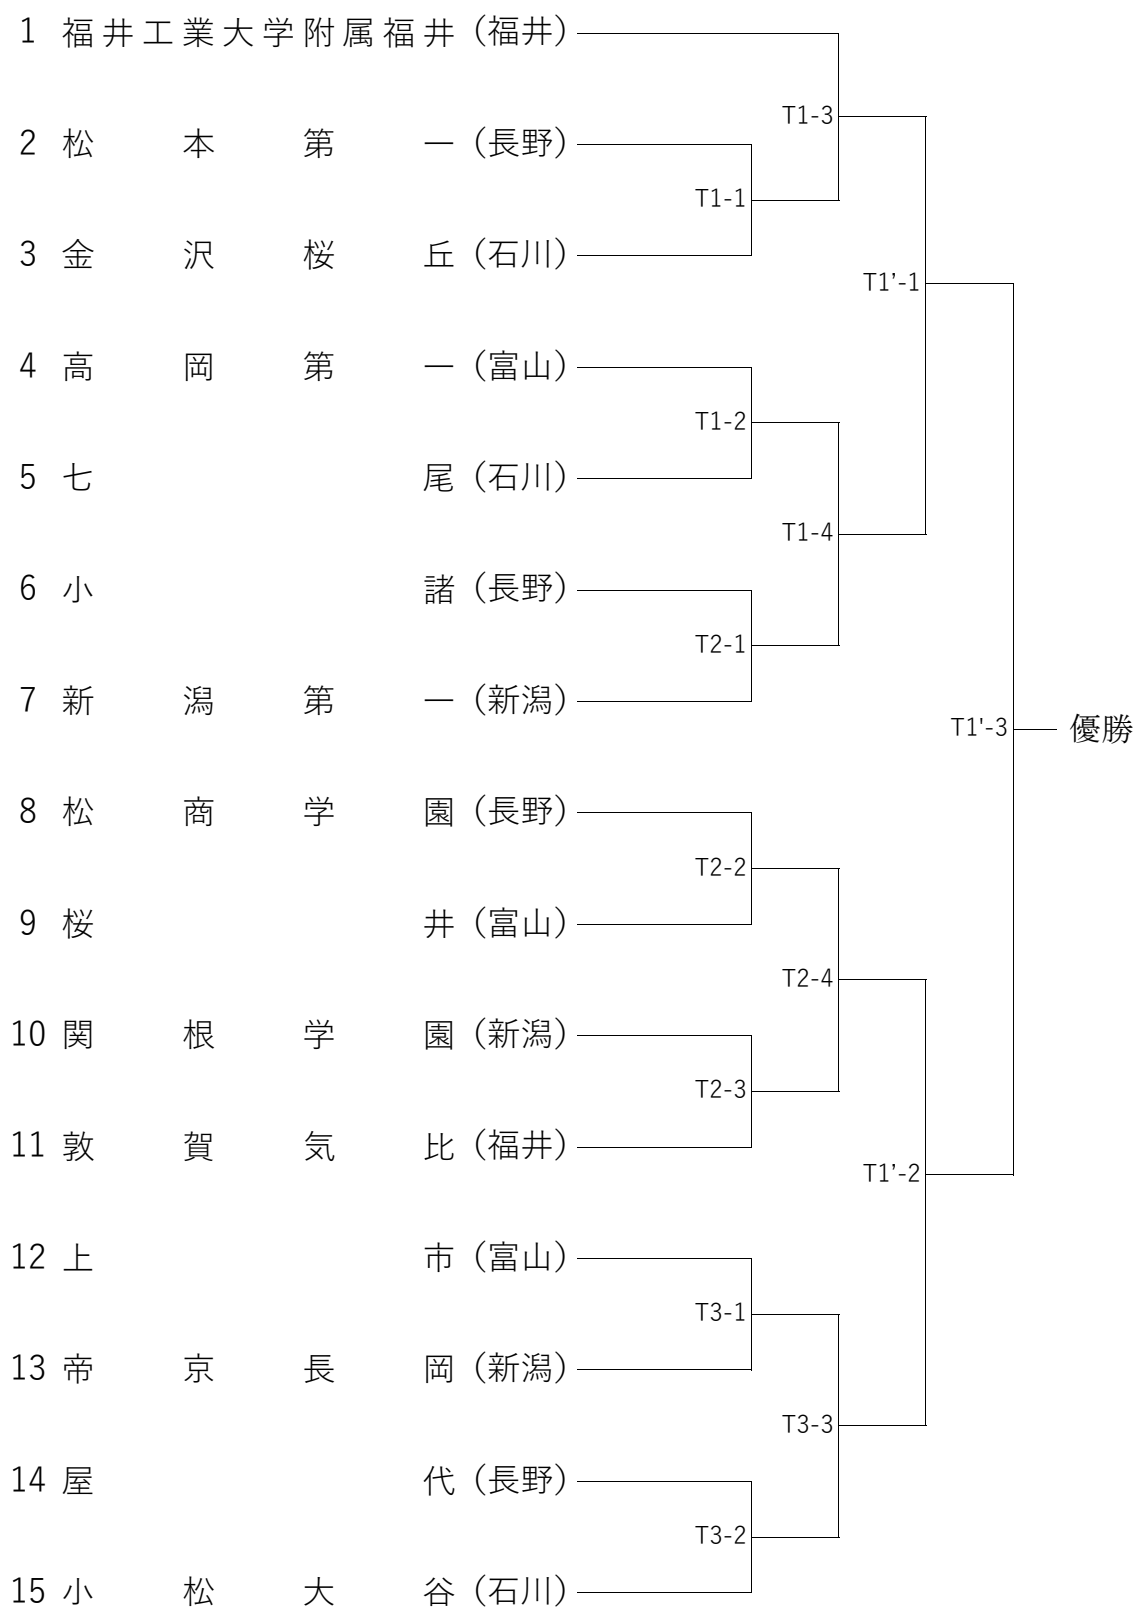 1 福井工業大学附属福井 (福井)
T1-3
2 松本第一 (長野)
T1-1
3 金沢桜丘 (石川)
T1'-1
4 高岡第一 (富山)
T1-2
5 七尾 (石川)
T1-4
6 小諸 (長野)
T2-1
7 新潟第一 (新潟)
T1'-3 優勝
8 松商学園 (長野)
T2-2
9 桜井 (富山)
T2-4
10 関根学園 (新潟)
T2-3
11 敦賀気比 (福井)
T1'-2
12 上市 (富山)
T3-1
13 帝京長岡 (新潟)
T3-3
14 屋代 (長野)
T3-2
15 小松大谷 (石川)